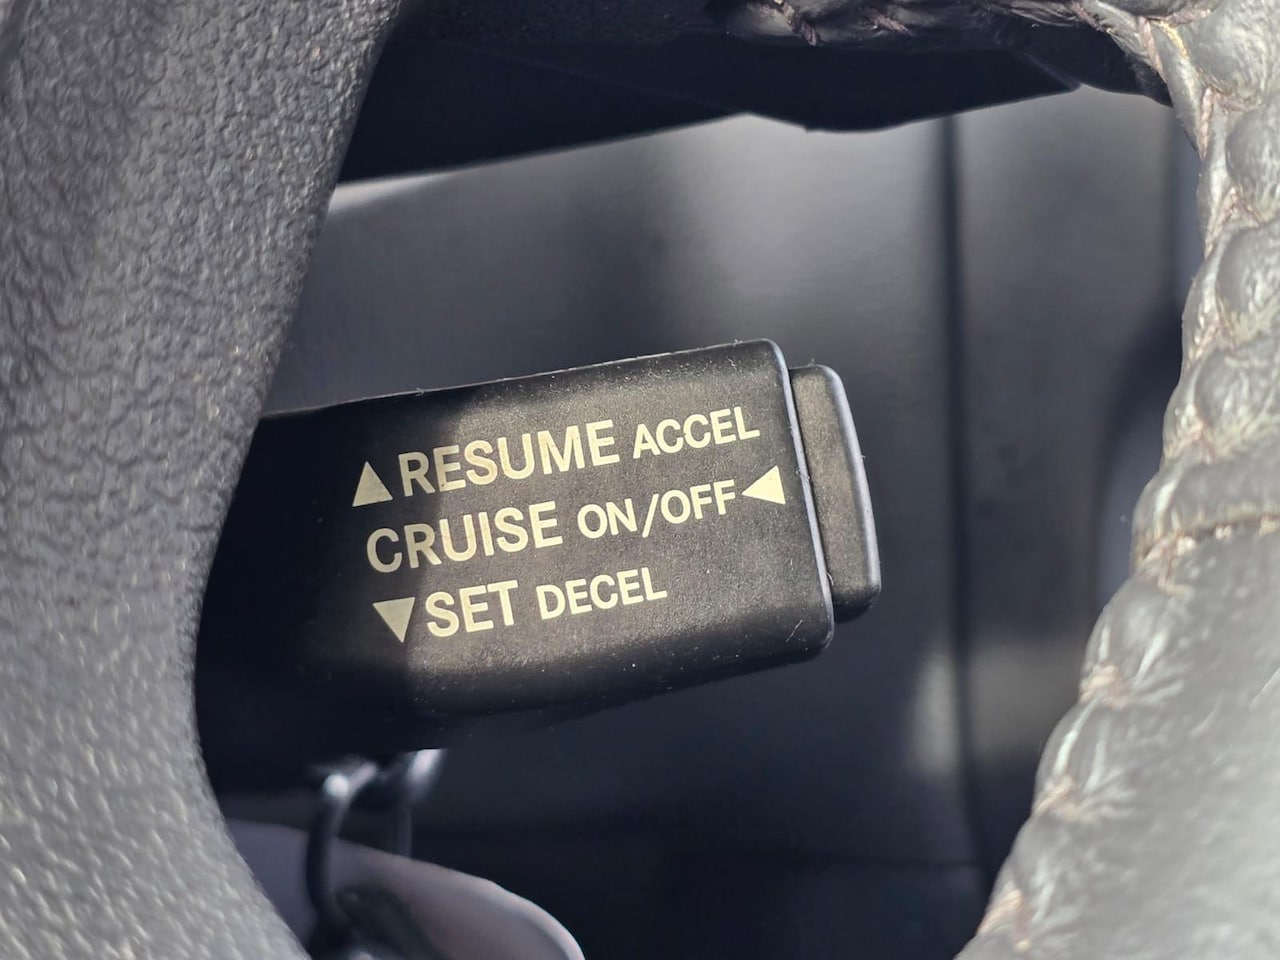 ▲RESUME ACCEL
CRUISE ON/OFF◀
▼SET DECEL